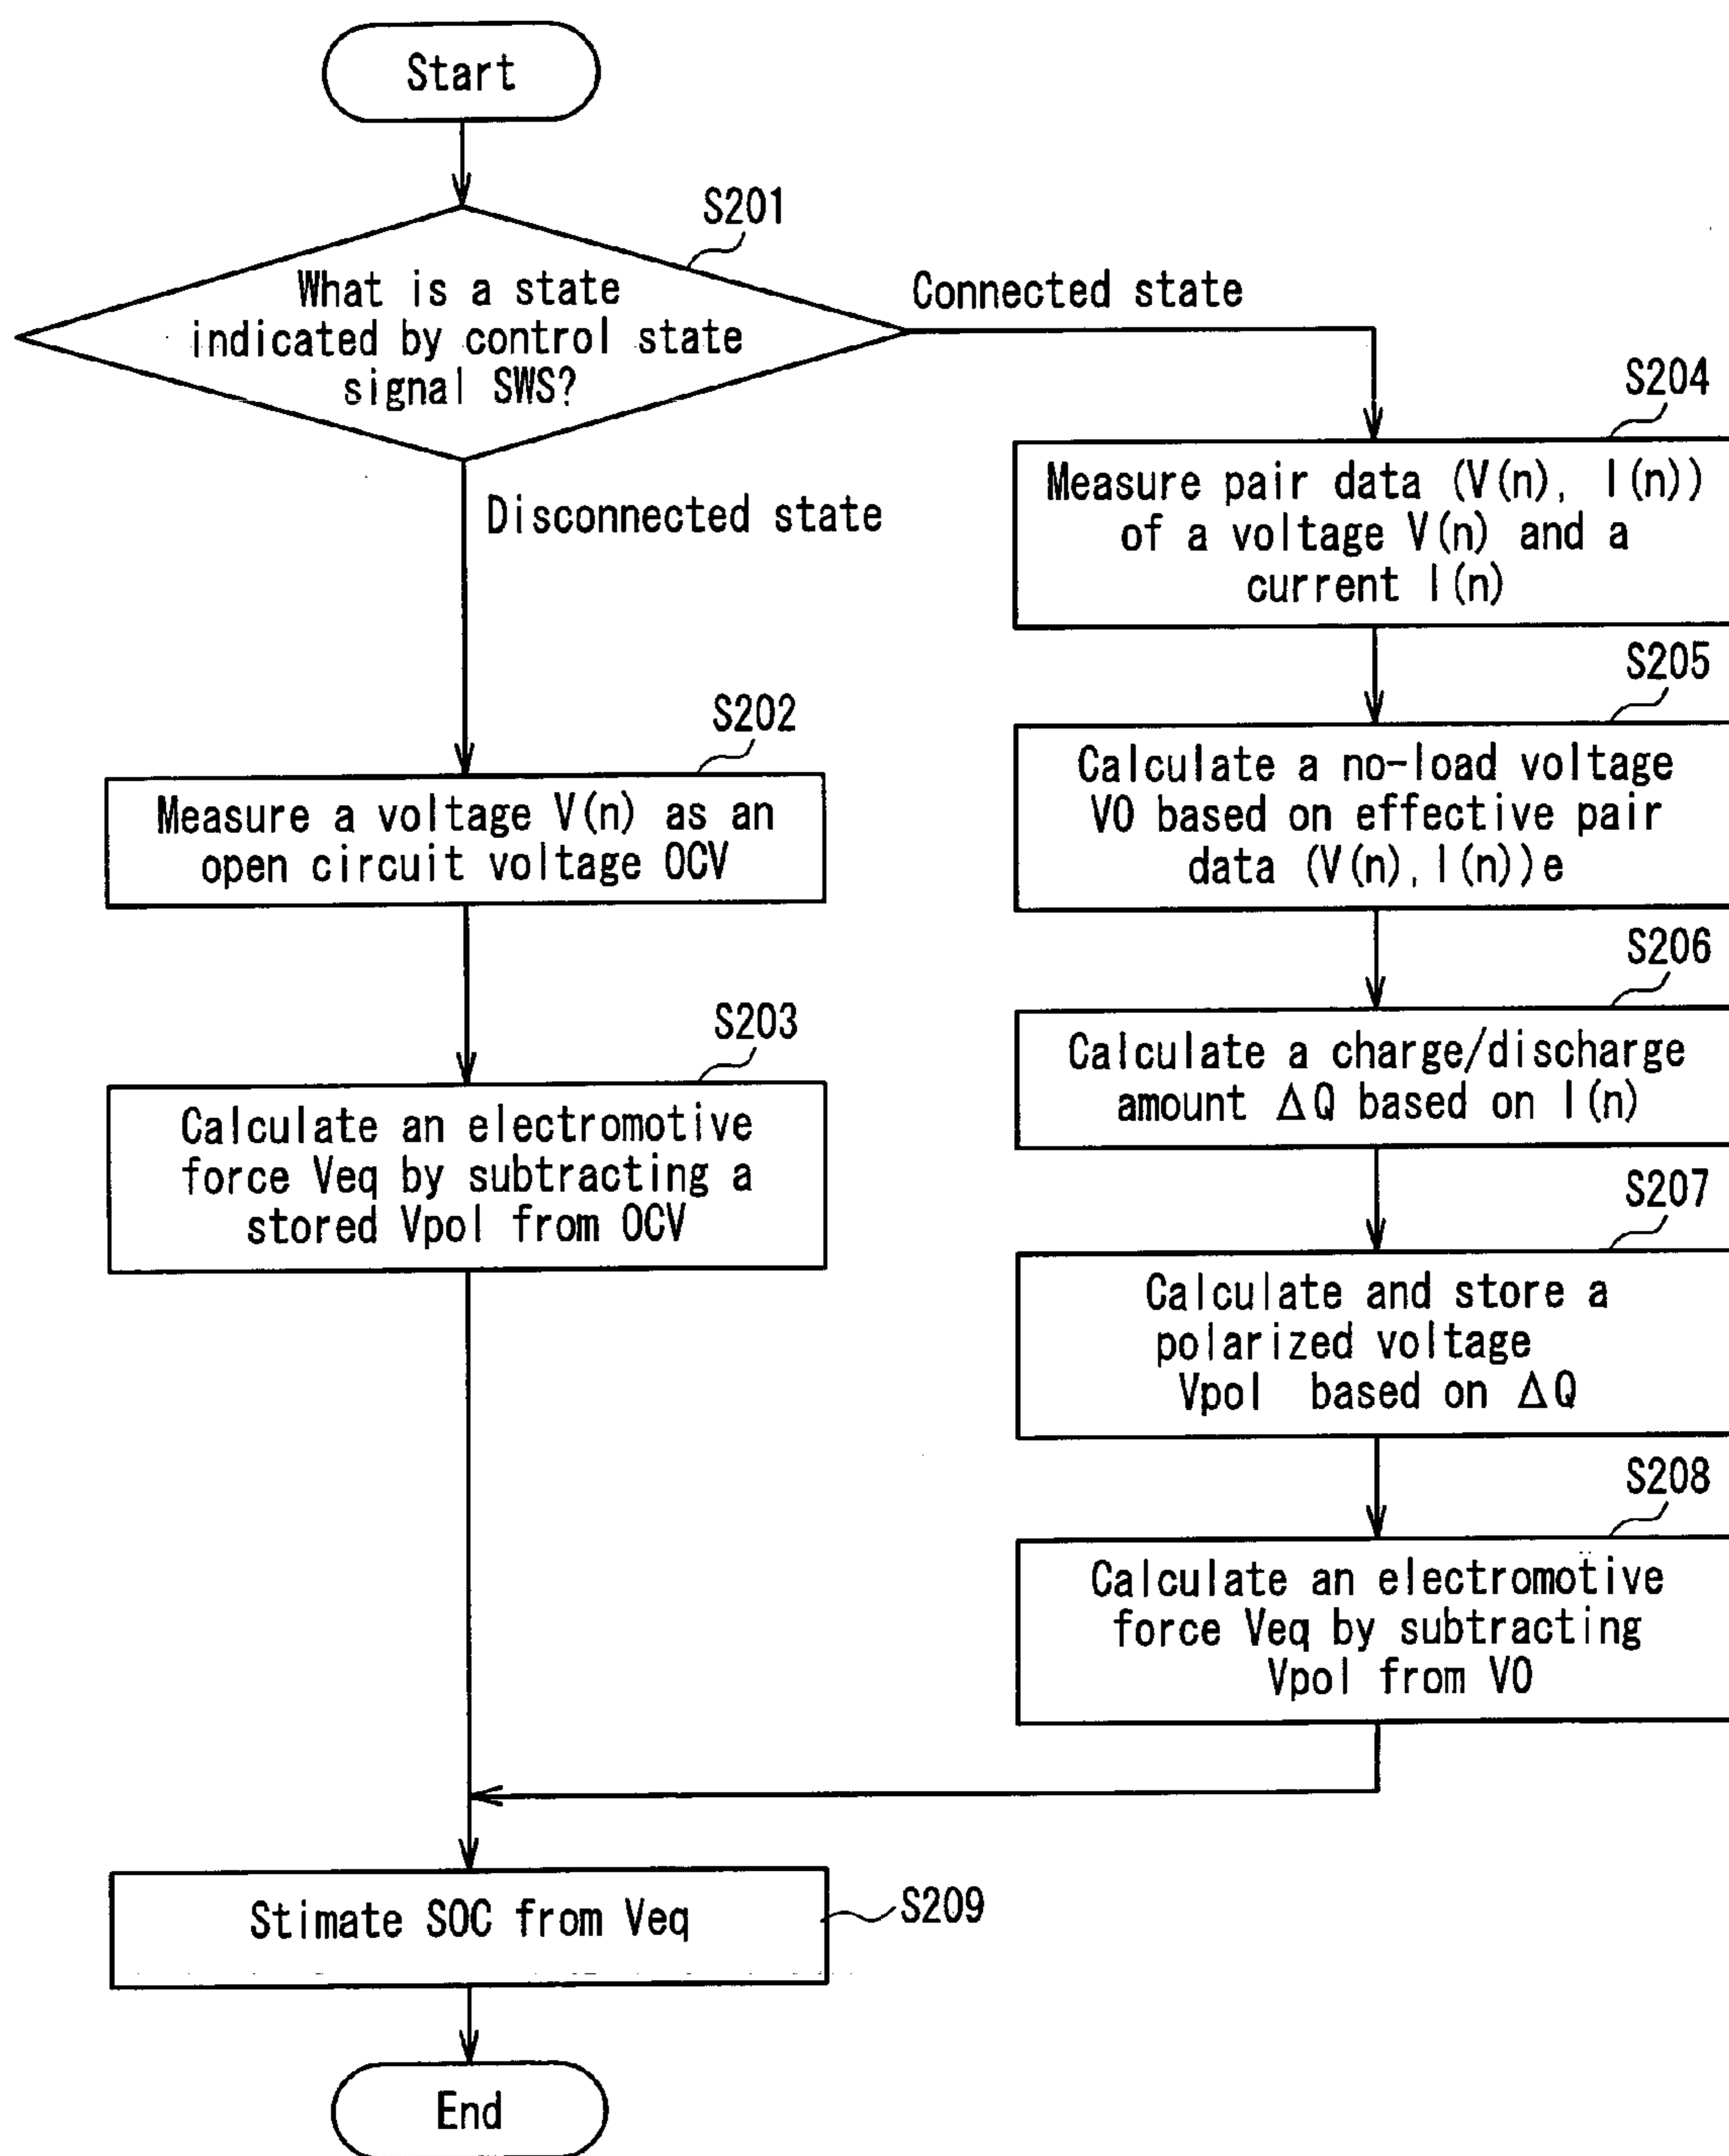 Start
S201
What is a state
indicated by control state
signal SWS?
Connected state
Disconnected state
S202
Measure a voltage V(n) as an
open circuit voltage OCV
S203
Calculate an electromotive
force Veq by subtracting a
stored Vpol from OCV
S204
Measure pair data (V(n), I(n))
of a voltage V(n) and a
current I(n)
S205
Calculate a no-load voltage
V0 based on effective pair
data (V(n),I(n))e
S206
Calculate a charge/discharge
amount ΔQ based on I(n)
S207
Calculate and store a
polarized voltage
Vpol based on ΔQ
S208
Calculate an electromotive
force Veq by subtracting
Vpol from V0
Stimate SOC from Veq
S209
End